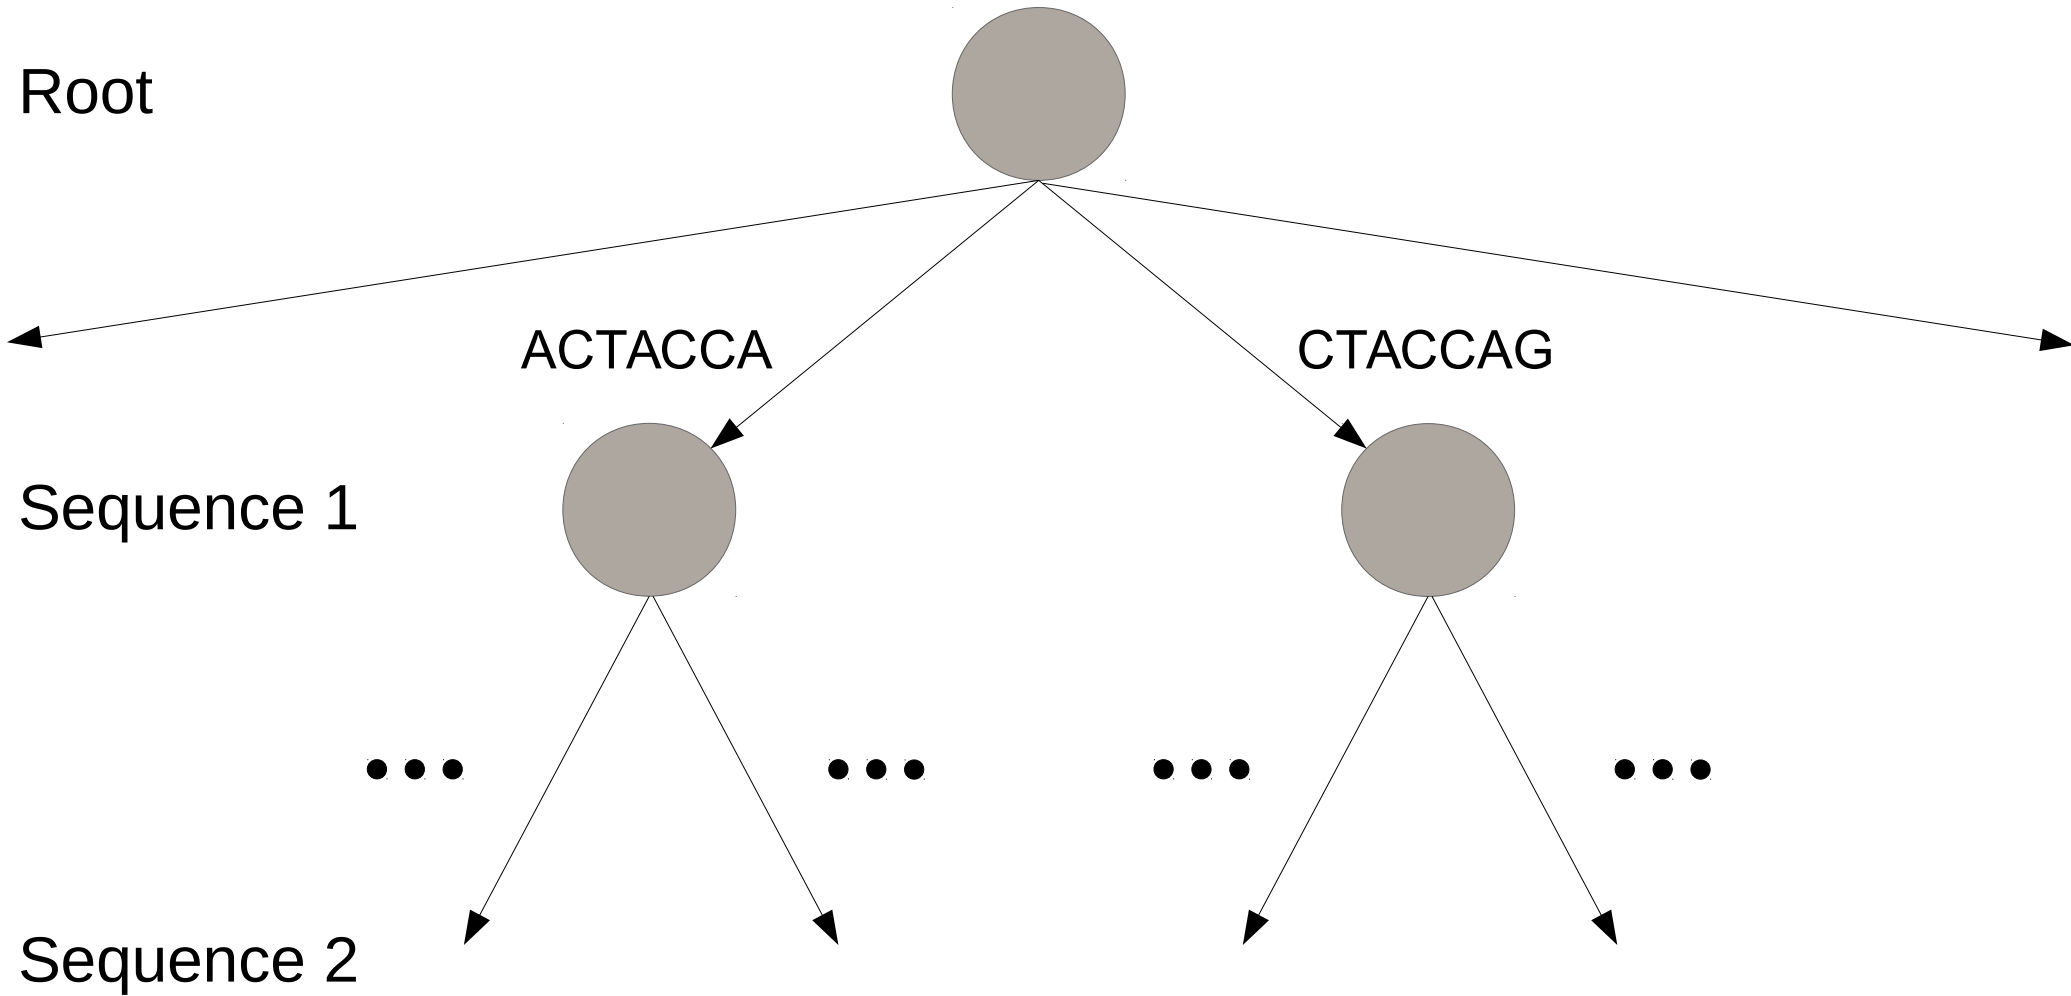 Root
ACTACCA
CTACCAG
Sequence 1
Sequence 2